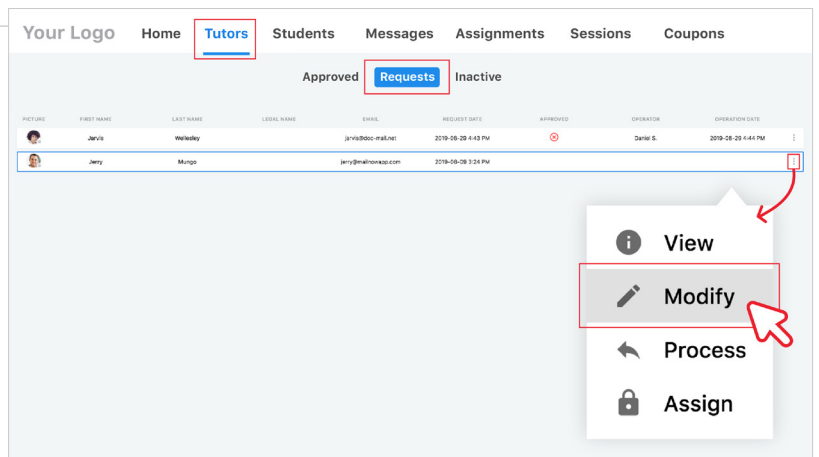 Your Logo Home Tutors Students Messages Assignments Sessions Coupons
Approved Requests Inactive
PICTURE FIRST NAME LAST NAME LEGAL NAME EMAIL REQUEST DATE APPROVED OPERATOR OPERATION DATE
Jarvis Wellesley jarvis@doc-mail.net 2019-08-29 4:43 PM Daniel S. 2019-08-29 4:44 PM
Jerry Mungo jerry@mailnowapp.com 2019-08-09 3:24 PM
View
Modify
Process
Assign